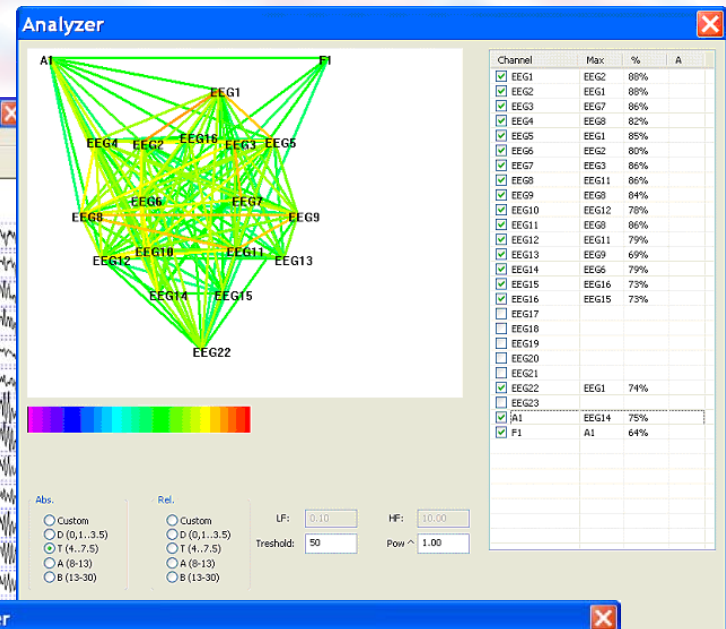 Analyzer
A1 F1
EEG1
EEG4 EEG2 EEG16 EEG3 EEG5
EEG6 EEG7
EEG8 EEG9
EEG12 EEG10 EEG11 EEG13
EEG14 EEG15
EEG22
Channel Max % A
EEG1 EEG2 88%
EEG2 EEG1 88%
EEG3 EEG7 86%
EEG4 EEG8 82%
EEG5 EEG1 85%
EEG6 EEG2 80%
EEG7 EEG3 86%
EEG8 EEG11 86%
EEG9 EEG8 84%
EEG10 EEG12 78%
EEG11 EEG8 86%
EEG12 EEG11 79%
EEG13 EEG9 69%
EEG14 EEG6 79%
EEG15 EEG16 73%
EEG16 EEG15 73%
EEG17
EEG18
EEG19
EEG20
EEG21
EEG22 EEG1 74%
EEG23
A1 EEG14 75%
F1 A1 64%
Abs.
Custom
D (0,1..3.5)
T (4..7.5)
A (8-13)
B (13-30)
Rel.
Custom
D (0,1..3.5)
T (4..7.5)
A (8-13)
B (13-30)
LF: 0.10 HF: 10.00
Treshold: 50 Pow ^ 1.00
er